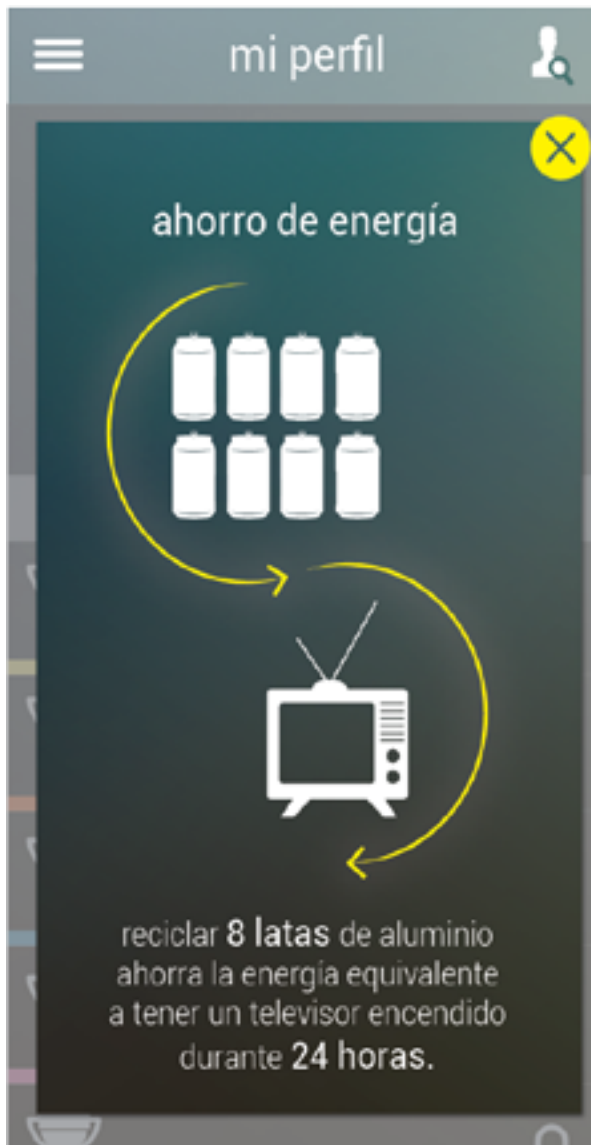 mi perfil
ahorro de energía
reciclar 8 latas de aluminio
ahorra la energía equivalente
a tener un televisor encendido
durante 24 horas.